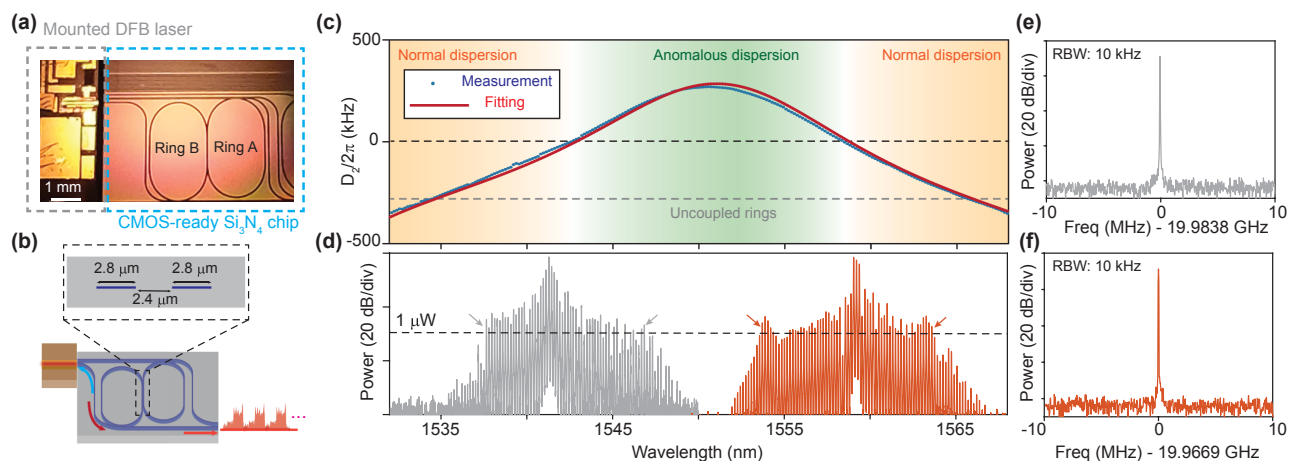 (a)
Mounted DFB laser
Ring B
Ring A
1 mm
CMOS-ready Si₃N₄ chip
(b)
2.8 μm
2.8 μm
2.4 μm
(c)
500
0
-500
D₂/2π (kHz)
Normal dispersion
Anomalous dispersion
Normal dispersion
Measurement
Fitting
Uncoupled rings
(d)
Power (20 dB/div)
1 μW
1535
1545
1555
1565
Wavelength (nm)
(e)
RBW: 10 kHz
Power (20 dB/div)
-10
0
10
Freq (MHz) - 19.9838 GHz
(f)
RBW: 10 kHz
Power (20 dB/div)
-10
0
10
Freq (MHz) - 19.9669 GHz